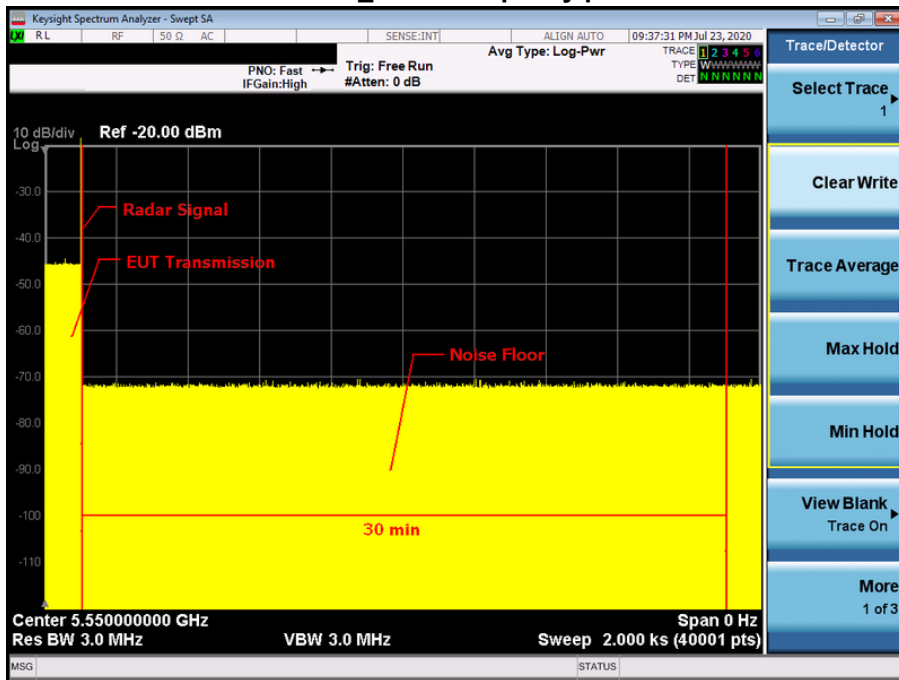 Keysight Spectrum Analyzer - Swept SA
LXI RL RF 50 Ω AC SENSE:INT ALIGN AUTO 09:37:31 PM Jul 23, 2020
PNO: Fast
IFGain:High
Trig: Free Run
#Atten: 0 dB
Avg Type: Log-Pwr
TRACE 1 2 3 4 5 6
TYPE WWWWWW
DET N N N N N N
10 dB/div Ref -20.00 dBm
Log
-30.0
-40.0
-50.0
-60.0
-70.0
-80.0
-90.0
-100
-110
Radar Signal
EUT Transmission
Noise Floor
30 min
Center 5.550000000 GHz Span 0 Hz
Res BW 3.0 MHz VBW 3.0 MHz Sweep 2.000 ks (40001 pts)
MSG STATUS
Trace/Detector
Select Trace
1
Clear Write
Trace Average
Max Hold
Min Hold
View Blank
Trace On
More
1 of 3